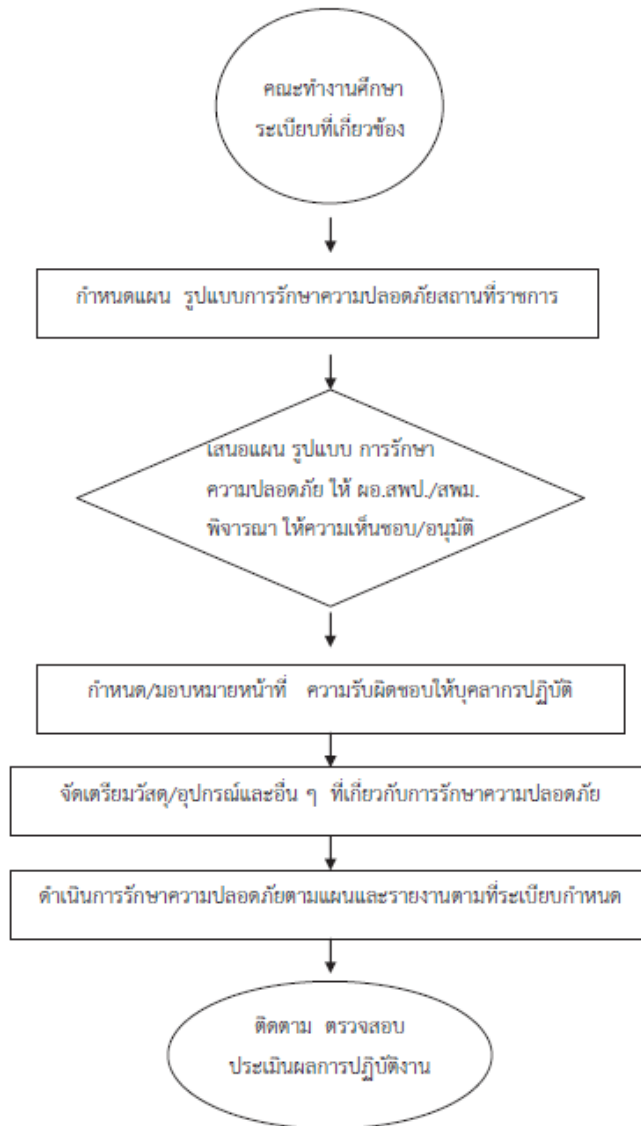 คณะทำงานศึกษา
ระเบียบที่เกี่ยวข้อง
กำหนดแผน รูปแบบการรักษาความปลอดภัยสถานที่ราชการ
เสนอแผน รูปแบบ การรักษา
ความปลอดภัย ให้ ผอ.สพป./สพม.
พิจารณา ให้ความเห็นชอบ/อนุมัติ
กำหนด/มอบหมายหน้าที่ ความรับผิดชอบให้บุคลากรปฏิบัติ
จัดเตรียมวัสดุ/อุปกรณ์และอื่น ๆ ที่เกี่ยวกับการรักษาความปลอดภัย
ดำเนินการรักษาความปลอดภัยตามแผนและรายงานตามที่ระเบียบกำหนด
ติดตาม ตรวจสอบ
ประเมินผลการปฏิบัติงาน